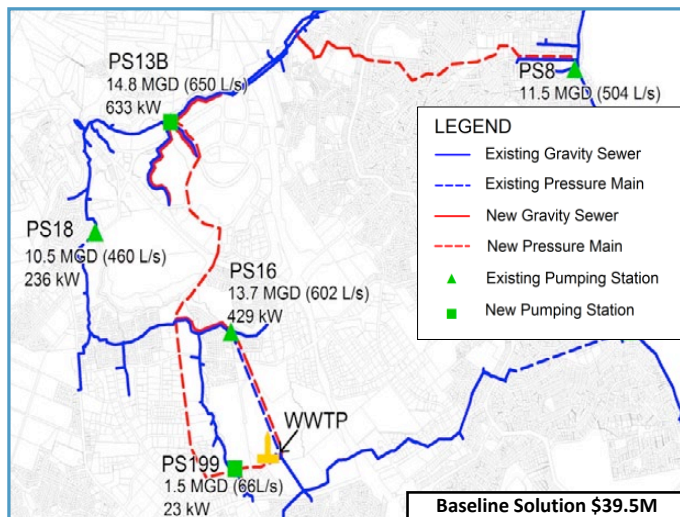 PS13B
14.8 MGD (650 L/s)
633 kW
PS8
11.5 MGD (504 L/s)
LEGEND
Existing Gravity Sewer
Existing Pressure Main
New Gravity Sewer
New Pressure Main
Existing Pumping Station
New Pumping Station
PS18
10.5 MGD (460 L/s)
236 kW
PS16
13.7 MGD (602 L/s)
429 kW
WWTP
PS199
1.5 MGD (66L/s)
23 kW
Baseline Solution $39.5M